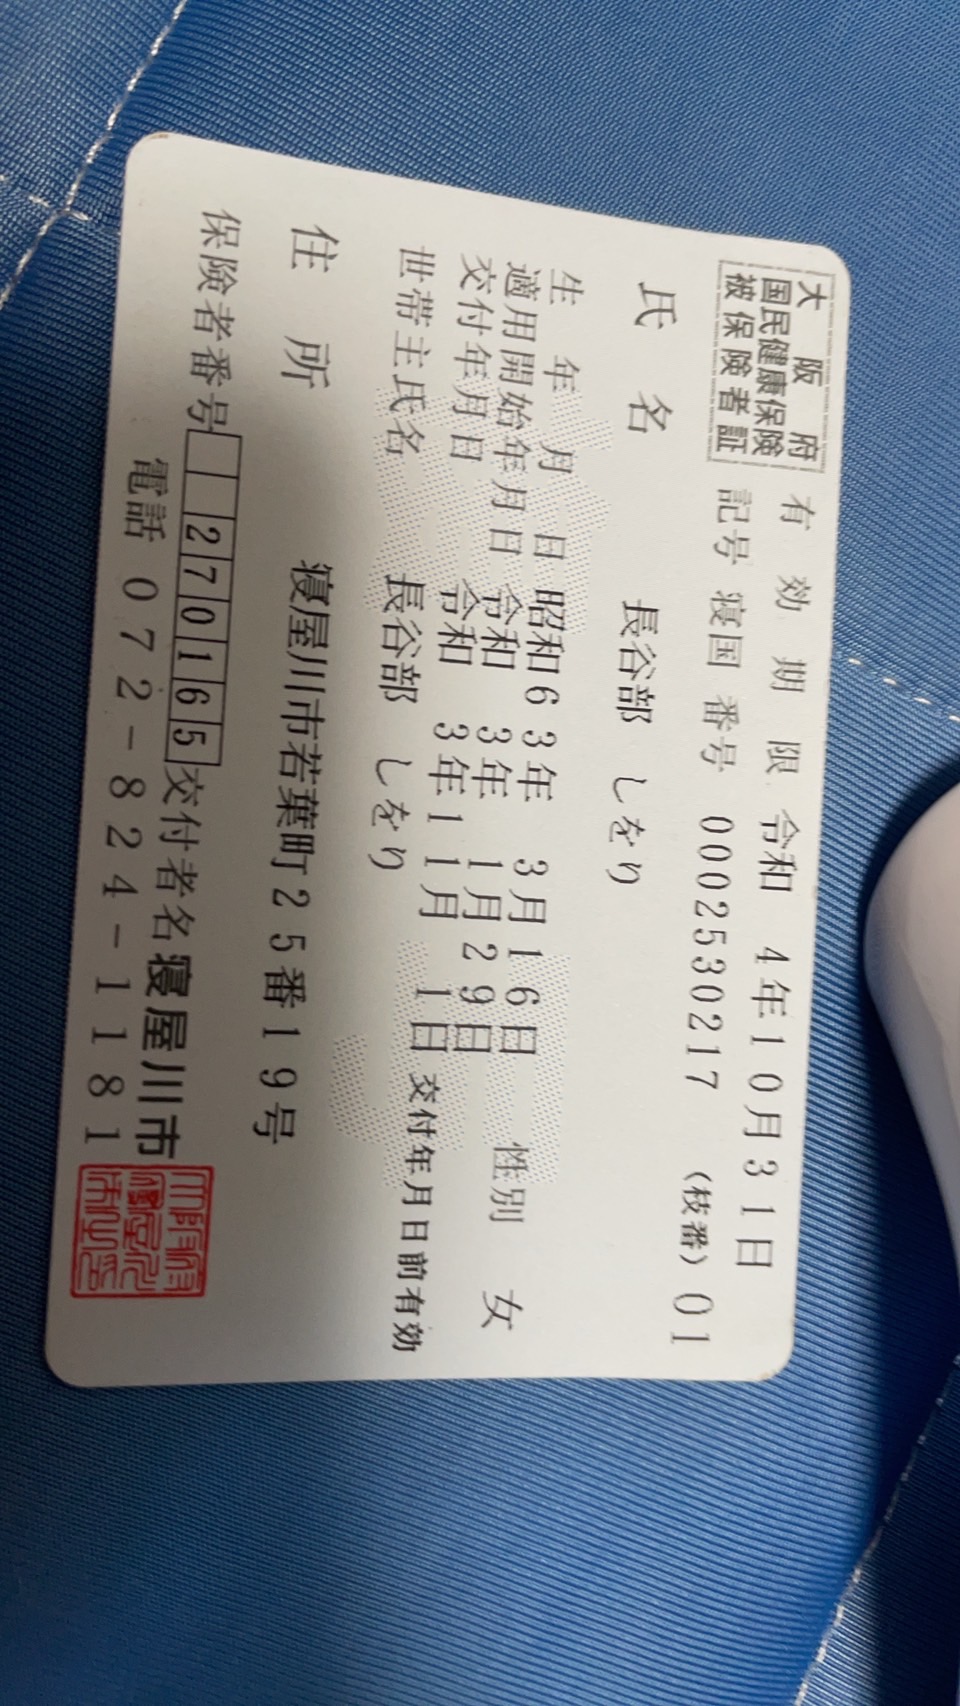 大阪府
国民健康保険
被保険者証
有効期限 令和 4年10月31日
記号 寝国 番号 0002530217 (枝番) 01
氏名 長谷部 しをり
生年月日 昭和63年 3月16日 性別 女
適用開始年月日 令和 3年 1月29日
交付年月日 令和 3年11月 1日 交付年月日前有効
世帯主氏名 長谷部 しをり
住所 寝屋川市若葉町25番19号
保険者番号 270165 交付者名 寝屋川市
電話 072-824-1181